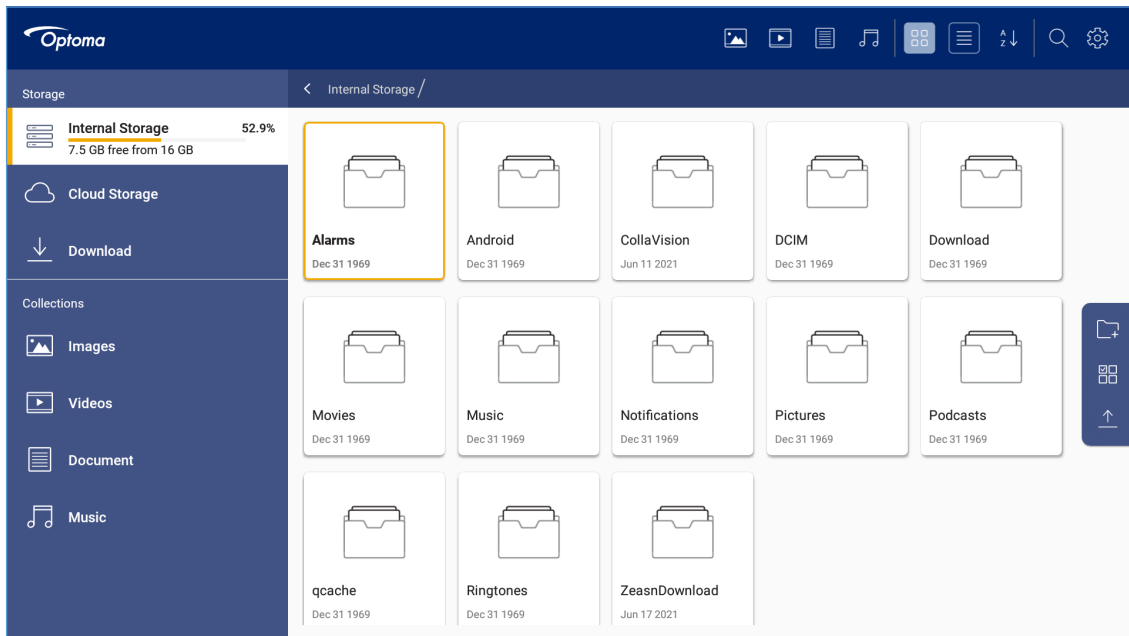 Optoma
A
Z
Storage
Internal Storage /
Internal Storage 52.9%
7.5 GB free from 16 GB
Cloud Storage
Download
Collections
Images
Videos
Document
Music
Alarms
Dec 31 1969
Android
Dec 31 1969
CollaVision
Jun 11 2021
DCIM
Dec 31 1969
Download
Dec 31 1969
Movies
Dec 31 1969
Music
Dec 31 1969
Notifications
Dec 31 1969
Pictures
Dec 31 1969
Podcasts
Dec 31 1969
qcache
Dec 31 1969
Ringtones
Dec 31 1969
ZeasnDownload
Jun 17 2021